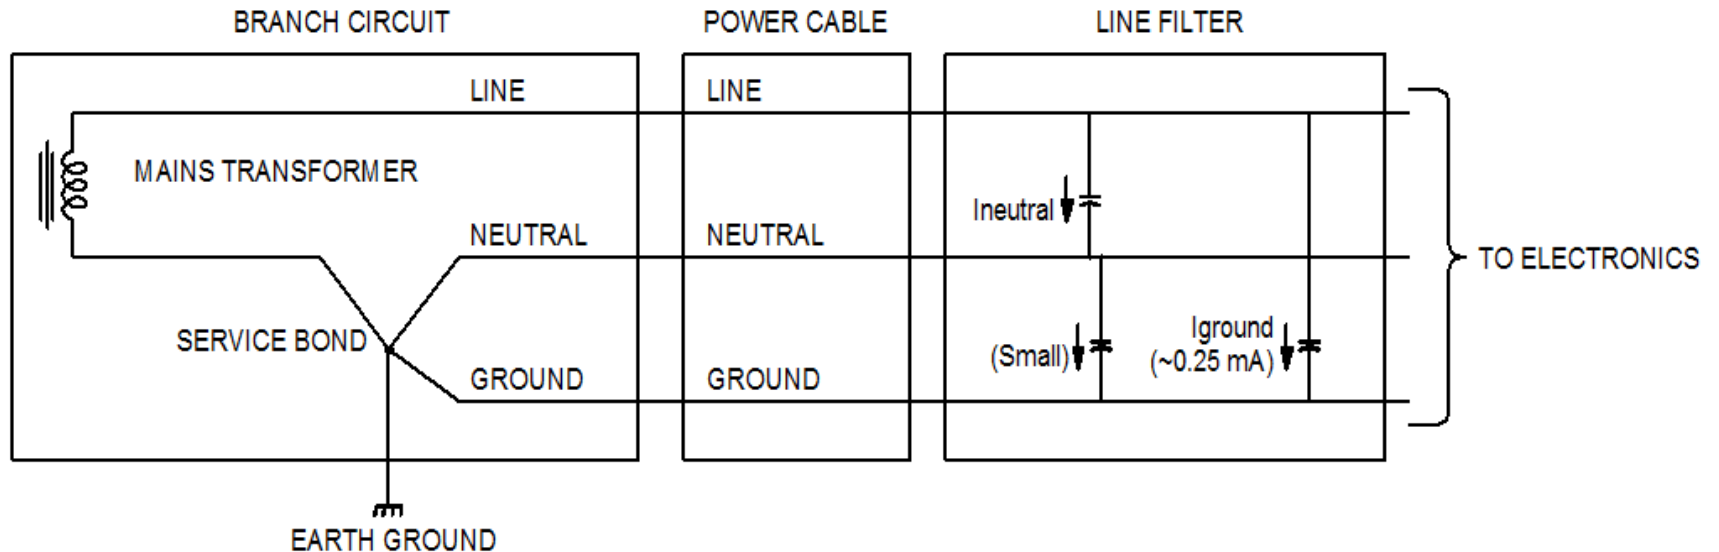 BRANCH CIRCUIT
POWER CABLE
LINE FILTER
LINE
LINE
MAINS TRANSFORMER
Ineutral
NEUTRAL
NEUTRAL
TO ELECTRONICS
SERVICE BOND
(Small)
Iground
(~0.25 mA)
GROUND
GROUND
EARTH GROUND